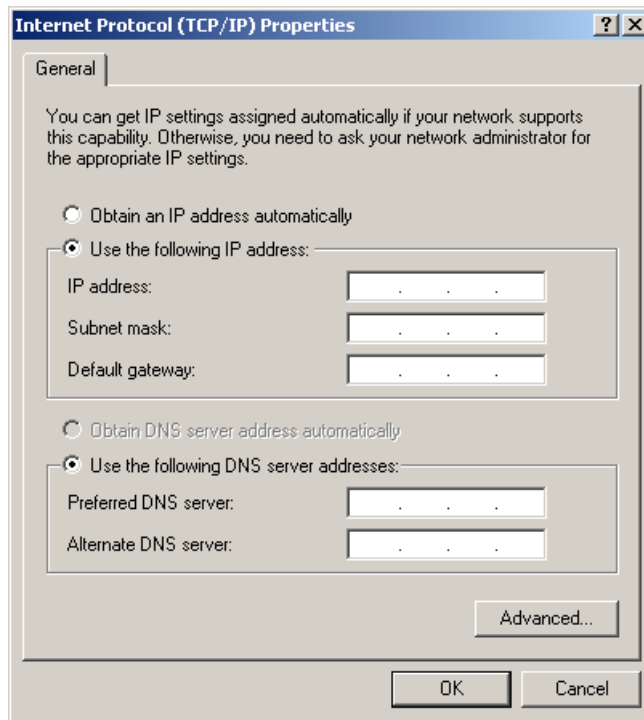 Internet Protocol (TCP/IP) Properties
General
You can get IP settings assigned automatically if your network supports
this capability. Otherwise, you need to ask your network administrator for
the appropriate IP settings.
Obtain an IP address automatically
Use the following IP address:
IP address:
Subnet mask:
Default gateway:
Obtain DNS server address automatically
Use the following DNS server addresses:
Preferred DNS server:
Alternate DNS server:
Advanced...
OK Cancel